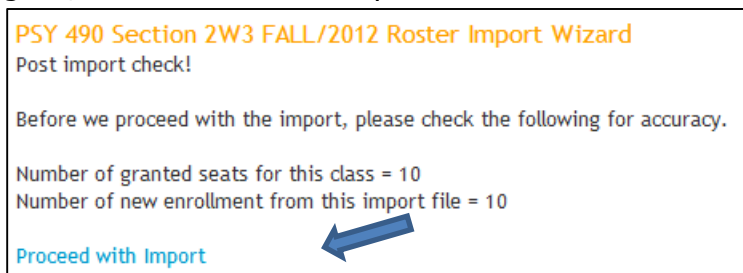 PSY 490 Section 2W3 FALL/2012 Roster Import Wizard
Post import check!
Before we proceed with the import, please check the following for accuracy.
Number of granted seats for this class = 10
Number of new enrollment from this import file = 10
Proceed with Import